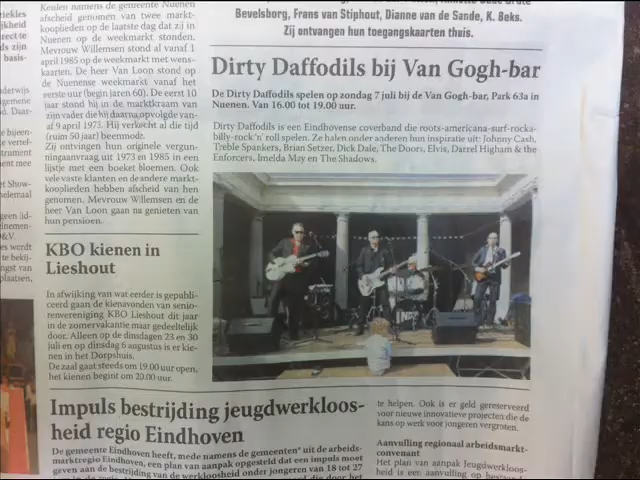 Keulen namens de gemeente Nuenen
afscheid genomen van twee markt-
kooplieden op de laatste dag dat zij in
Nuenen op de weekmarkt stonden.
Mevrouw Willemsen stond al vanaf 1
april 1985 op de weekmarkt met wens-
kaarten. De heer Van Loon stond op
de Nuenense weekmarkt vanaf het
eerste uur (begin jaren 60). De eerst 10
jaar stond hij in de marktkraam van
zijn vader die hij daarna opvolgde vanaf
9 april 1973. Hij verkocht al die tijd
(ruim 50 jaar) beenmode.
Zij ontvingen hun originele vergun-
ningaanvraag uit 1973 en 1985 in een
lijstje met een boeket bloemen. Ook
vele vaste klanten en de andere markt-
kooplieden hebben afscheid van hen
genomen. Mevrouw Willemsen en de
heer Van Loon gaan nu genieten van
hun pensioen.
KBO kienen in
Lieshout
In afwijking van wat eerder is gepubli-
ceerd gaan de kienavonden van senio-
renvereniging KBO Lieshout dit jaar
in de zomervakantie maar gedeeltelijk
door. Alleen op de dinsdagen 23 en 30
juli en op dinsdag 6 augustus is er kie-
nen in het Dorpshuis.
De zaal gaat steeds om 19.00 uur open,
het kienen begint om 20.00 uur.
Bevelsborg, Frans van Stiphout, Dianne van de Sande, K. Beks.
Zij ontvangen hun toegangskaarten thuis.
Dirty Daffodils bij Van Gogh-bar
De Dirty Daffodils spelen op zondag 7 juli bij de Van Gogh-bar, Park 63a in
Nuenen. Van 16.00 tot 19.00 uur.
Dirty Daffodils is een Eindhovense coverband die roots-americana-surf-rocka-
billy-rock'n' roll spelen. Ze halen onder anderen hun inspiratie uit: Johnny Cash,
Treble Spankers, Brian Setzer, Dick Dale, The Doors, Elvis, Darrel Higham & the
Enforcers, Imelda May en The Shadows.
Impuls bestrijding jeugdwerkloos-
heid regio Eindhoven
De gemeente Eindhoven heeft, mede namens de gemeenten* uit de arbeids-
marktregio Eindhoven, een plan van aanpak opgesteld dat een impuls moet
geven aan de bestrijding van de werkloosheid onder jongeren van 18 tot 27
te helpen. Ook is er geld gereserveerd
voor nieuwe innovatieve projecten die de
kans op werk voor jongeren vergroten.
Aanvulling regionaal arbeidsmarkt-
convenant
Het plan van aanpak Jeugdwerkloos-
heid is een aanvulling op bestaand